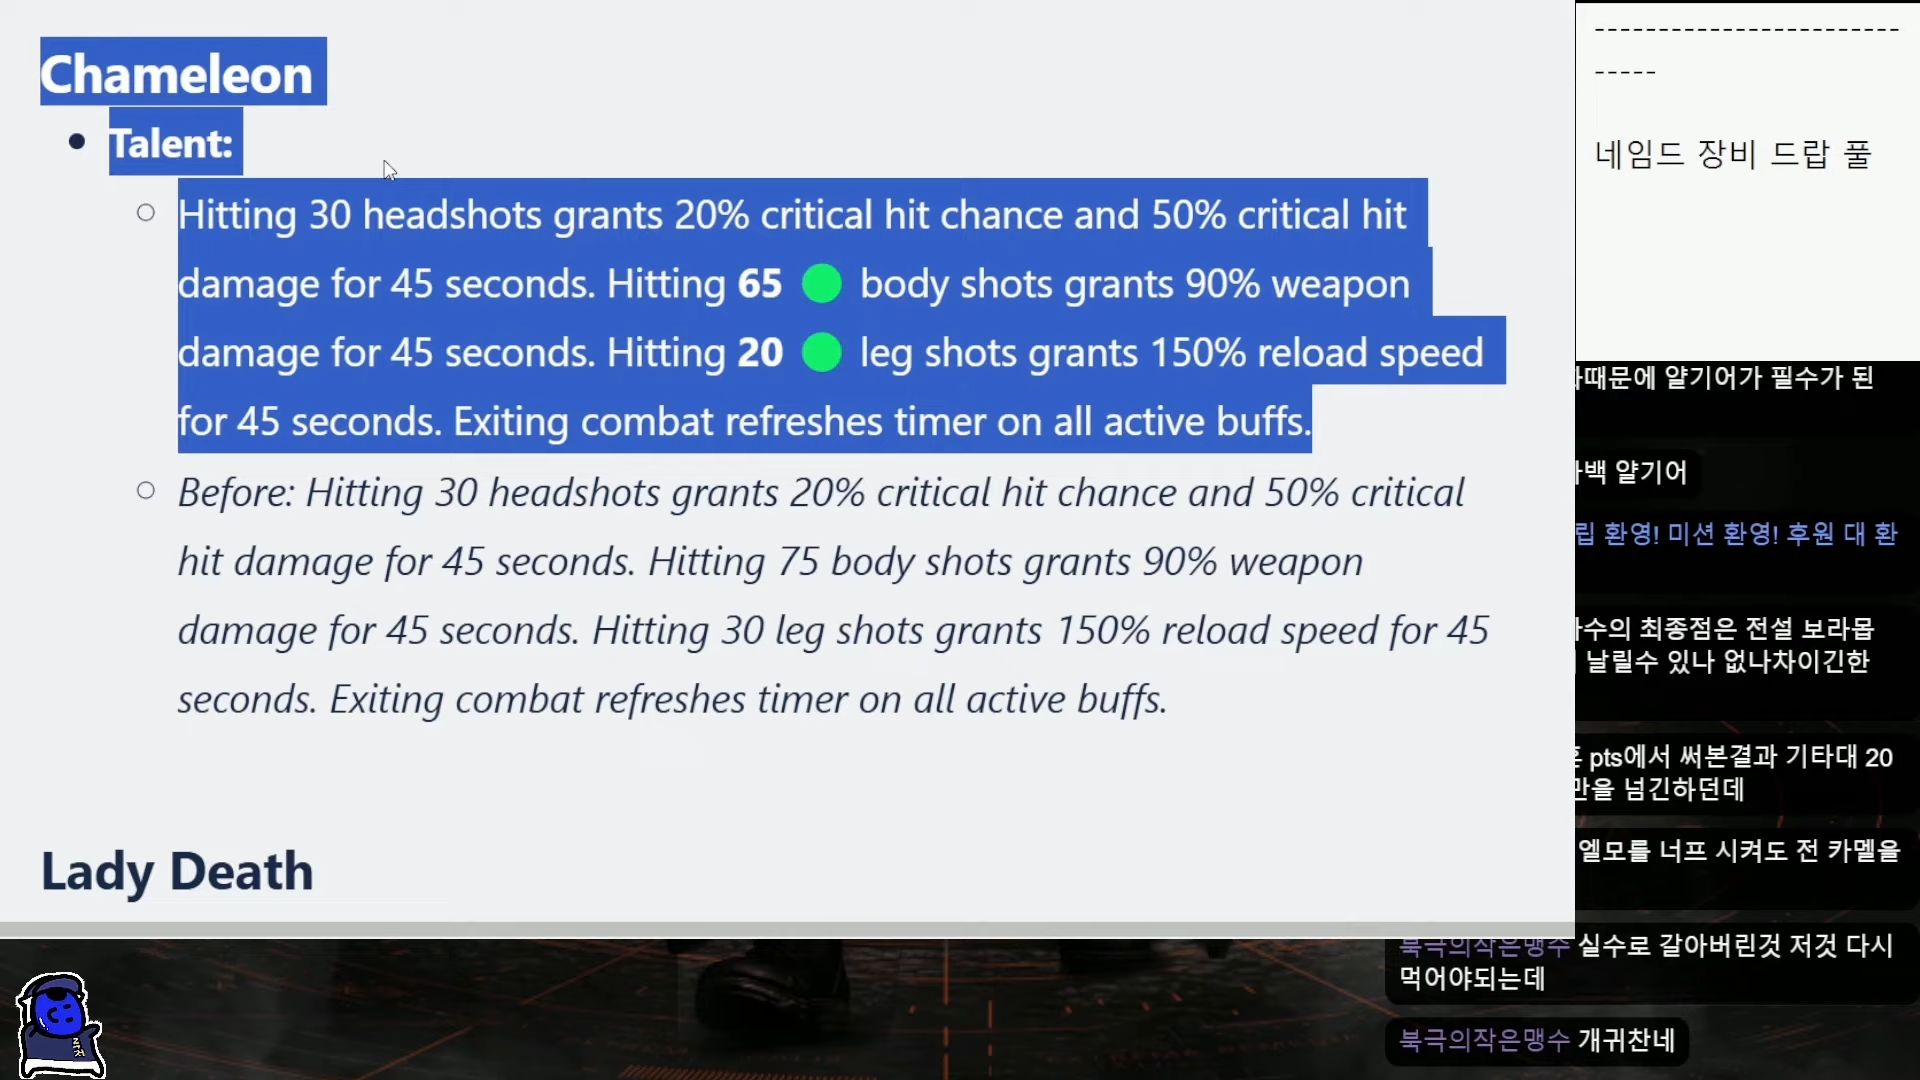 Chameleon
Talent:
Hitting 30 headshots grants 20% critical hit chance and 50% critical hit
damage for 45 seconds. Hitting 65 body shots grants 90% weapon
damage for 45 seconds. Hitting 20 leg shots grants 150% reload speed
for 45 seconds. Exiting combat refreshes timer on all active buffs.
Before: Hitting 30 headshots grants 20% critical hit chance and 50% critical
hit damage for 45 seconds. Hitting 75 body shots grants 90% weapon
damage for 45 seconds. Hitting 30 leg shots grants 150% reload speed for 45
seconds. Exiting combat refreshes timer on all active buffs.
Lady Death
------------------------
-----
네임드 장비 드랍 풀
때문에 얄기어가 필수가 된
얄기어
환영! 미션 환영! 후원 대 환
최종점은 전설 보라몹
날릴수 있나 없나차이긴한
pts에서 써본결과 기타대 20
넘긴하던데
엘모를 너프 시켜도 전 카멜을
북극의작은맹수 실수로 갈아버린것 저것 다시
먹어야되는데
북극의작은맹수 개귀찬네